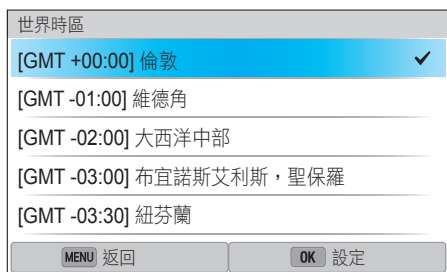 世界時區
[GMT +00:00] 倫敦
[GMT -01:00] 維德角
[GMT -02:00] 大西洋中部
[GMT -03:00] 布宜諾斯艾利斯，聖保羅
[GMT -03:30] 紐芬蘭
MENU 返回 OK 設定